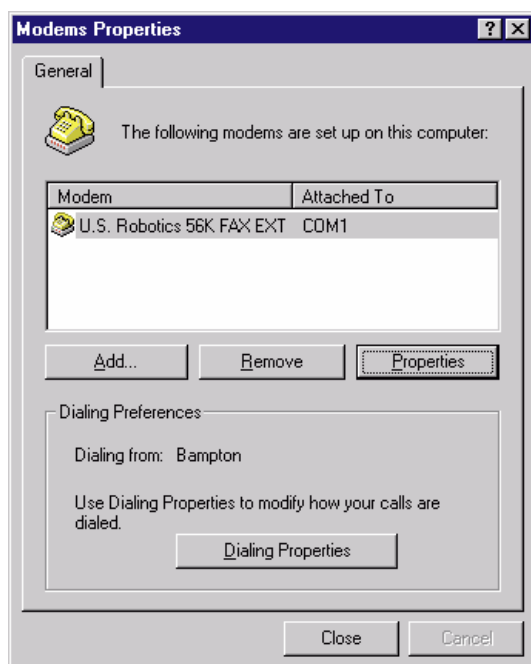 Modems Properties
General
The following modems are set up on this computer:
Modem Attached To
U.S. Robotics 56K FAX EXT COM1
Add... Remove Properties
Dialing Preferences
Dialing from: Bampton
Use Dialing Properties to modify how your calls are
dialed.
Dialing Properties
Close Cancel